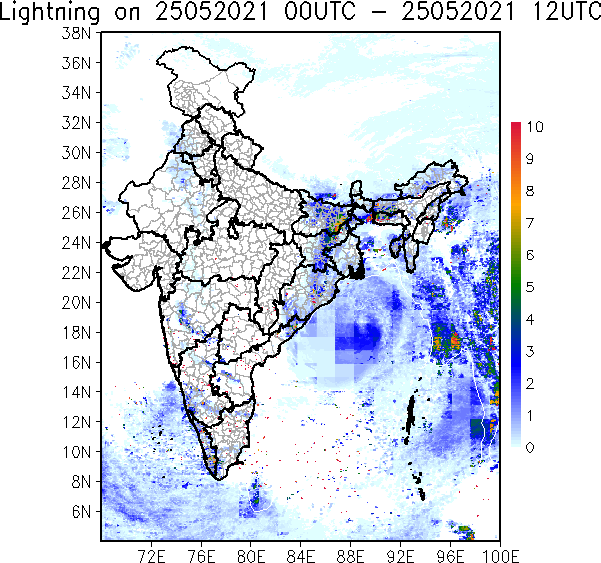 Lightning on 25052021 00UTC – 25052021 12UTC
38N
36N
34N
32N
30N
28N
26N
24N
22N
20N
18N
16N
14N
12N
10N
8N
6N
72E 76E 80E 84E 88E 92E 96E 100E
10
9
8
7
6
5
4
3
2
1
0